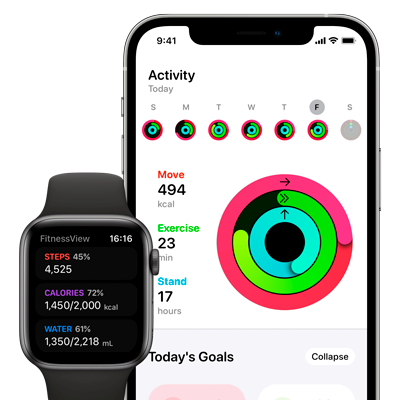 9:41
Activity
Today
S M T W T F S
Move
494
kcal
Exercise
23
min
Stand
17
hours
Today's Goals
Collapse
FitnessView 16:16
STEPS 45%
4,525
CALORIES 72%
1,450/2,000 kcal
WATER 61%
1,350/2,218 mL